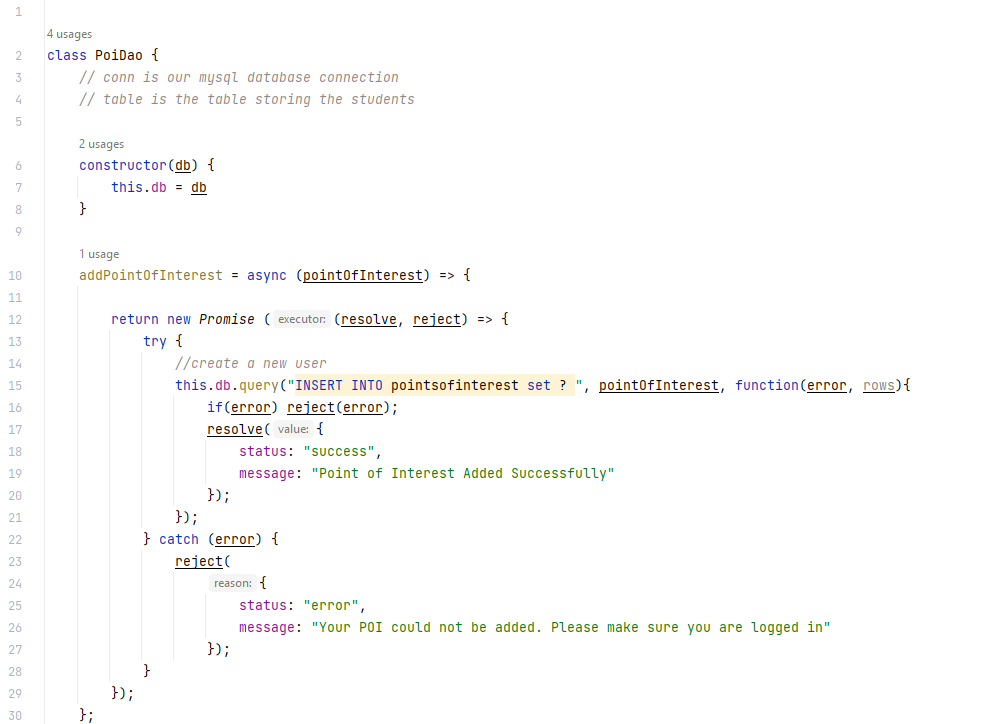 1
4 usages
2 class PoiDao {
3 // conn is our mysql database connection
4 // table is the table storing the students
5
2 usages
6 constructor(db) {
7 this.db = db
8 }
9
1 usage
10 addPointOfInterest = async (pointOfInterest) => {
11
12 return new Promise ( executor: (resolve, reject) => {
13 try {
14 //create a new user
15 this.db.query("INSERT INTO pointsofinterest set ? ", pointOfInterest, function(error, rows){
16 if(error) reject(error);
17 resolve( value: {
18 status: "success",
19 message: "Point of Interest Added Successfully"
20 });
21 });
22 } catch (error) {
23 reject(
24 reason: {
25 status: "error",
26 message: "Your POI could not be added. Please make sure you are logged in"
27 });
28 }
29 });
30 };